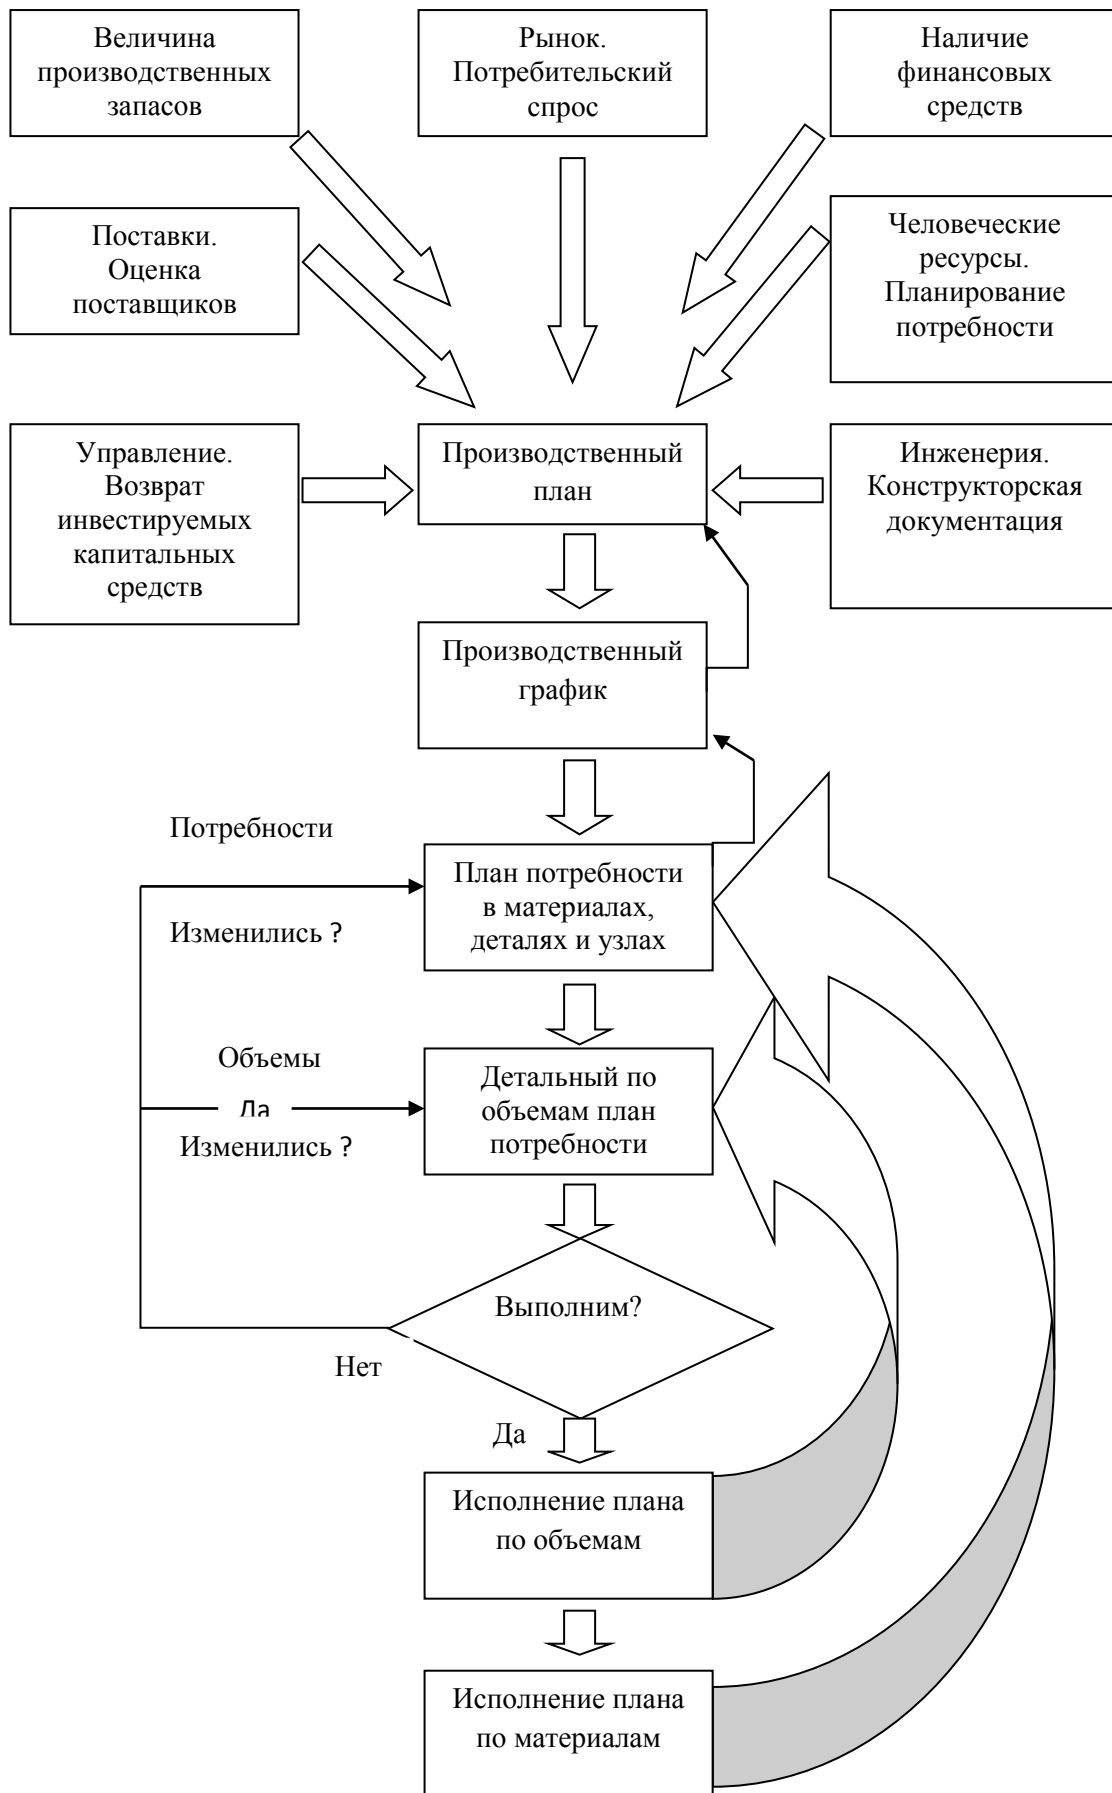 Величина
производственных
запасов
Рынок.
Потребительский
спрос
Наличие
финансовых
средств
Поставки.
Оценка
поставщиков
Человеческие
ресурсы.
Планирование
потребности
Управление.
Возврат
инвестируемых
капитальных
средств
Производственный
план
Инженерия.
Конструкторская
документация
Производственный
график
Потребности
Изменились ?
План потребности
в материалах,
деталях и узлах
Объемы
Да
Изменились ?
Детальный по
объемам план
потребности
Выполним?
Нет
Да
Исполнение плана
по объемам
Исполнение плана
по материалам